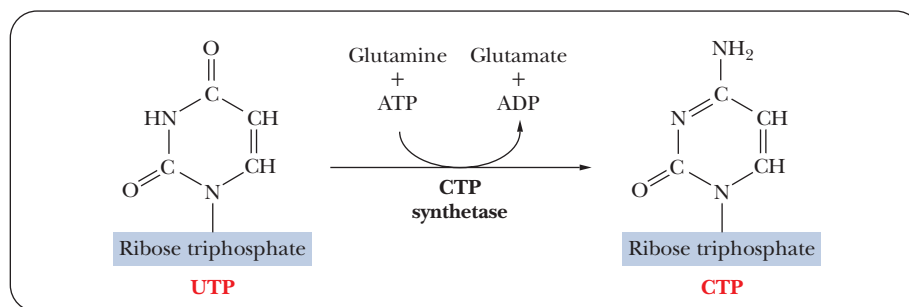 O
C
HN
CH
C
CH
O
N
Ribose triphosphate
UTP
Glutamine
+
ATP
Glutamate
+
ADP
CTP
synthetase
NH₂
C
N
CH
C
CH
O
N
Ribose triphosphate
CTP